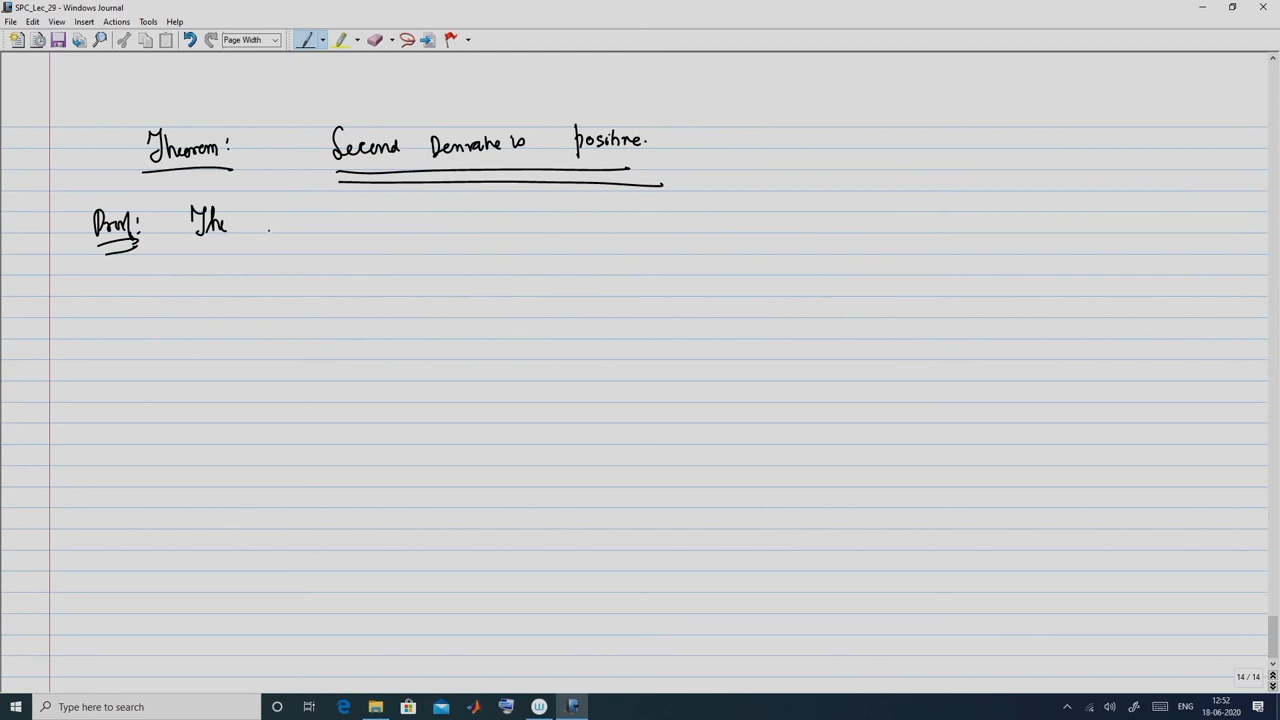 SPC_Lec_29 - Windows Journal
File Edit View Insert Actions Tools Help
Page Width
Theorem: Second Derivative is positive.
Proof: The
14 / 14
Type here to search
ENG
12:52
18-06-2020